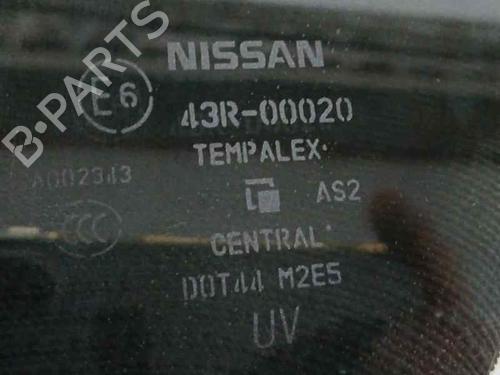 B-PARTS
NISSAN
E6
43R-00020
TEMPALEX
A002343
AS2
CCC
CENTRAL
DOT44 M2E5
UV